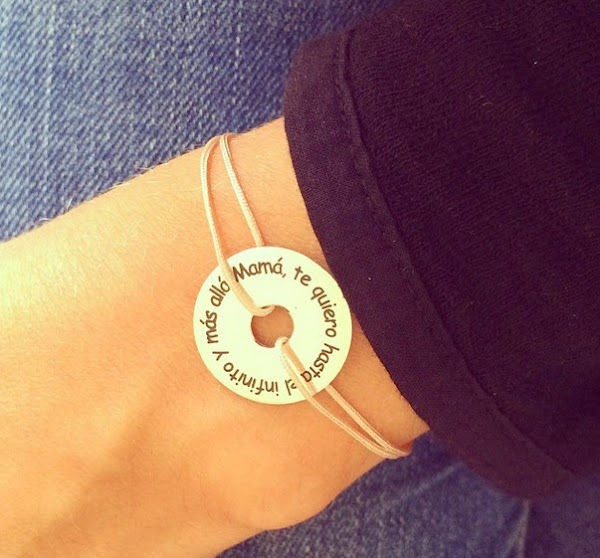 Mamá, te quiero hasta el infinito y más allá